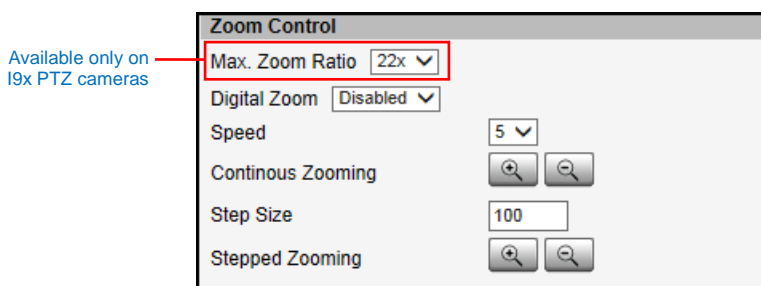 Zoom Control
Available only on
I9x PTZ cameras
Max. Zoom Ratio 22x
Digital Zoom Disabled
Speed 5
Continous Zooming
Step Size 100
Stepped Zooming